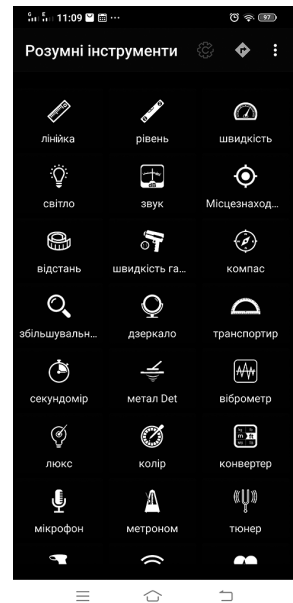 11:09
97
Розумні інструменти
лінійка
рівень
швидкість
світло
звук
Місцезнаход...
відстань
швидкість га...
компас
збільшувальн...
дзеркало
транспортир
секундомір
метал Det
віброметр
люкс
колір
конвертер
мікрофон
метроном
тюнер